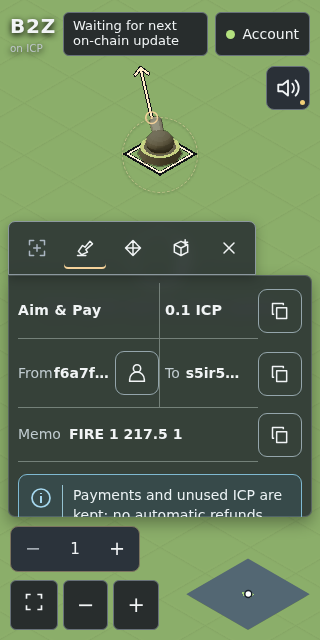 B2Z
on ICP
Waiting for next
on-chain update
Account
Aim & Pay
0.1 ICP
From f6a7f...
To s5ir5...
Memo FIRE 1 217.5 1
Payments and unused ICP are
kept; no automatic refunds
1